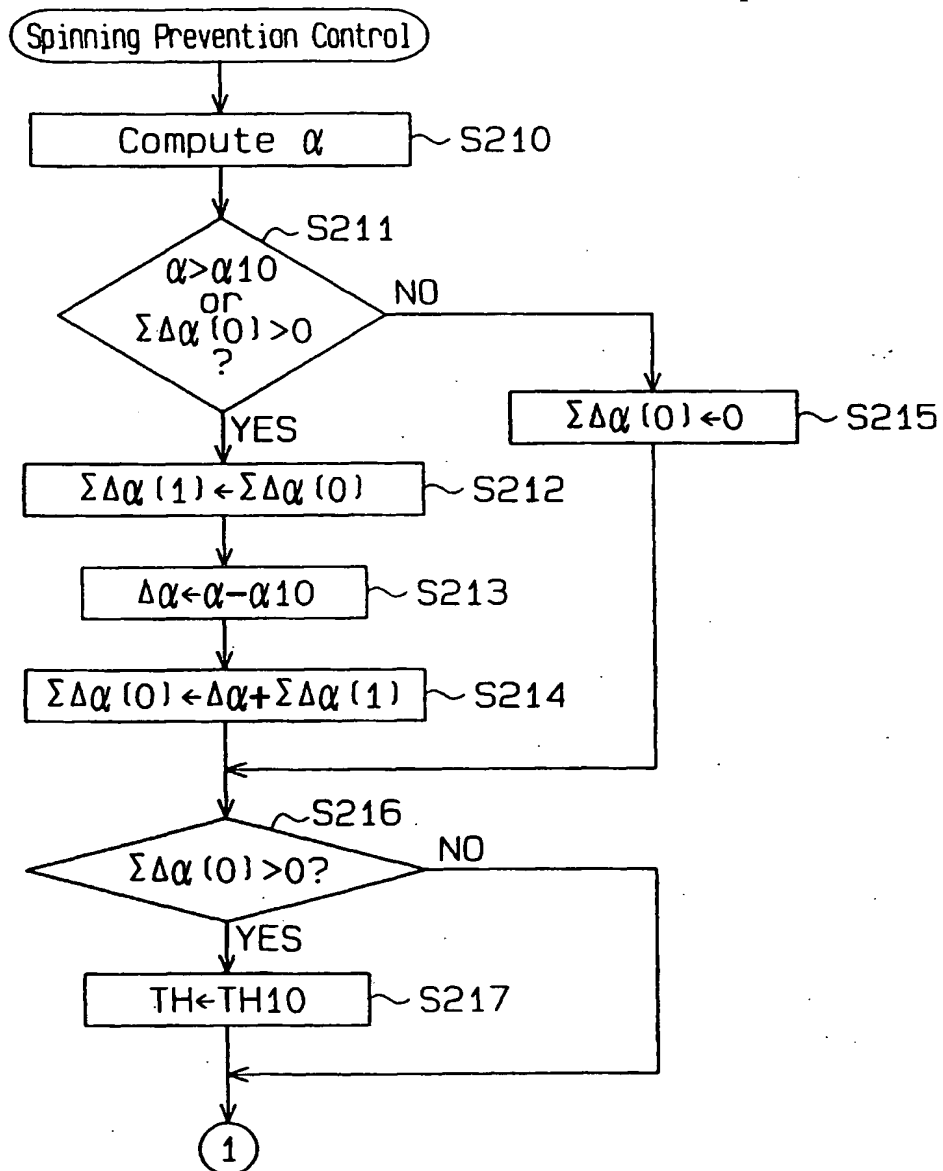 Spinning Prevention Control
Compute α
S210
S211
α>α10
or
ΣΔα(0)>0
?
NO
YES
ΣΔα(0)←0
S215
ΣΔα(1)←ΣΔα(0)
S212
Δα←α-α10
S213
ΣΔα(0)←Δα+ΣΔα(1)
S214
S216
ΣΔα(0)>0?
NO
YES
TH←TH10
S217
1